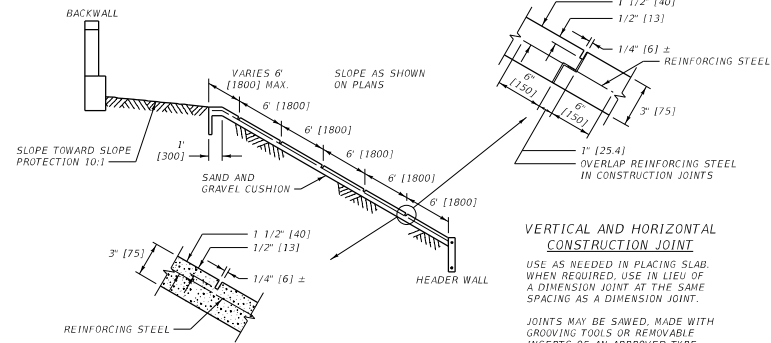 BACKWALL
VARIES 6'
[1800] MAX.
SLOPE AS SHOWN
ON PLANS
6' [1800]
6' [1800]
6' [1800]
6' [1800]
6' [1800]
SLOPE TOWARD SLOPE
PROTECTION 10:1
1'
[300]
SAND AND
GRAVEL CUSHION
HEADER WALL
1 1/2" [40]
1/2" [13]
1/4" [6] ±
REINFORCING STEEL
6"
[150]
6"
[150]
3" [75]
1" [25.4]
OVERLAP REINFORCING STEEL
IN CONSTRUCTION JOINTS
1 1/2" [40]
1/2" [13]
3" [75]
1/4" [6] ±
REINFORCING STEEL
VERTICAL AND HORIZONTAL
CONSTRUCTION JOINT
USE AS NEEDED IN PLACING SLAB.
WHEN REQUIRED, USE IN LIEU OF
A DIMENSION JOINT AT THE SAME
SPACING AS A DIMENSION JOINT.
JOINTS MAY BE SAWED, MADE WITH
GROOVING TOOLS OR REMOVABLE
INSERTS OF AN APPROVED TYPE